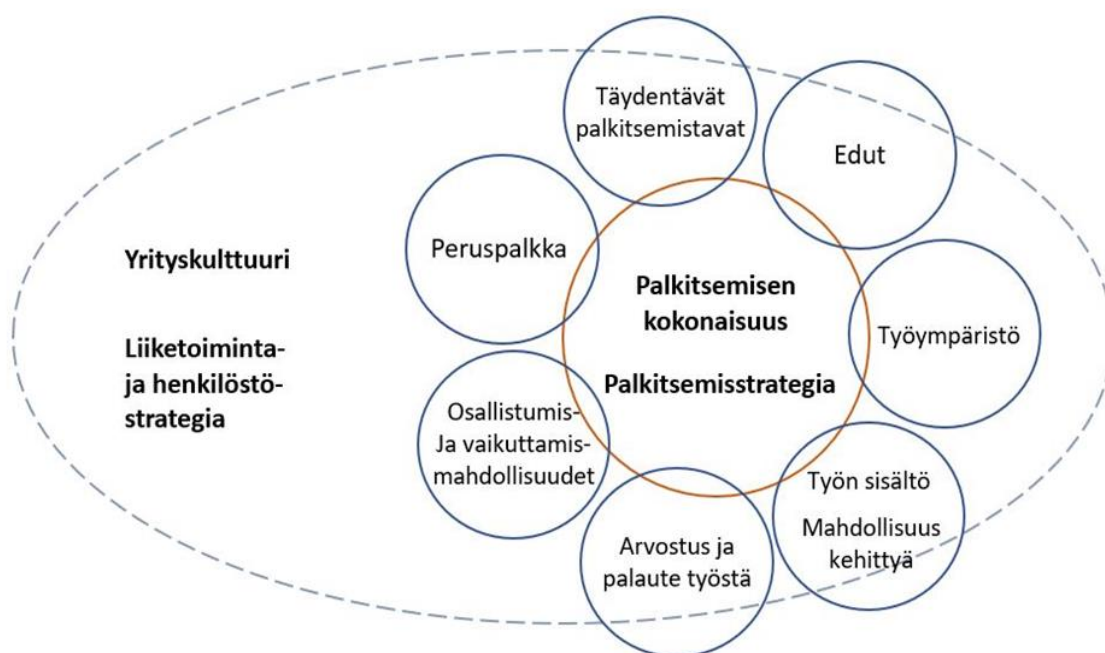 Täydentävät
palkitsemistavat
Edut
Peruspalkka
Yrityskulttuuri
Liiketoiminta-
ja henkilöstö-
strategia
Palkitsemisen
kokonaisuus
Palkitsemisstrategia
Työympäristö
Osallistumis-
Ja vaikuttamis-
mahdollisuudet
Arvostus ja
palaute työstä
Työn sisältö
Mahdollisuus
kehittyä